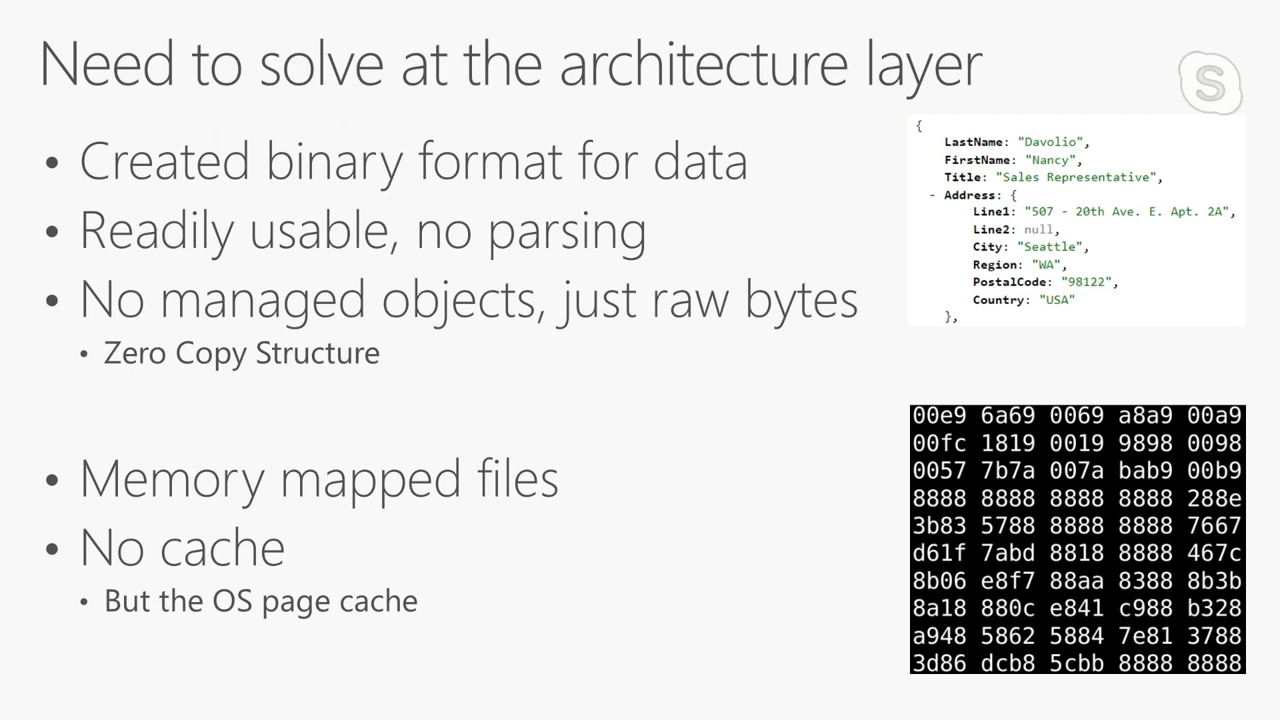 Need to solve at the architecture layer
S
• Created binary format for data
• Readily usable, no parsing
• No managed objects, just raw bytes
• Zero Copy Structure
• Memory mapped files
• No cache
• But the OS page cache
{
LastName: "Davolio",
FirstName: "Nancy",
Title: "Sales Representative",
- Address: {
Line1: "507 - 20th Ave. E. Apt. 2A",
Line2: null,
City: "Seattle",
Region: "WA",
PostalCode: "98122",
Country: "USA"
},
00e9 6a69 0069 a8a9 00a9
00fc 1819 0019 9898 0098
0057 7b7a 007a bab9 00b9
8888 8888 8888 8888 288e
3b83 5788 8888 8888 7667
d61f 7abd 8818 8888 467c
8b06 e8f7 88aa 8388 8b3b
8a18 880c e841 c988 b328
a948 5862 5884 7e81 3788
3d86 dcb8 5cbb 8888 8888